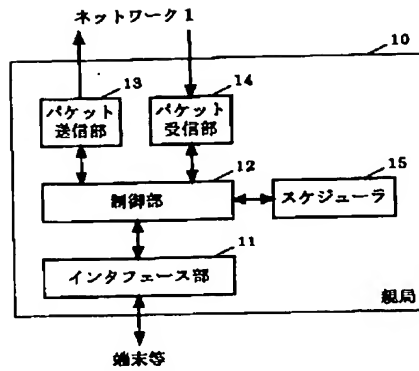 ネットワーク1
10
13
14
パケット
送信部
パケット
受信部
12
15
制御部
スケジューラ
11
インタフェース部
親局
端末等